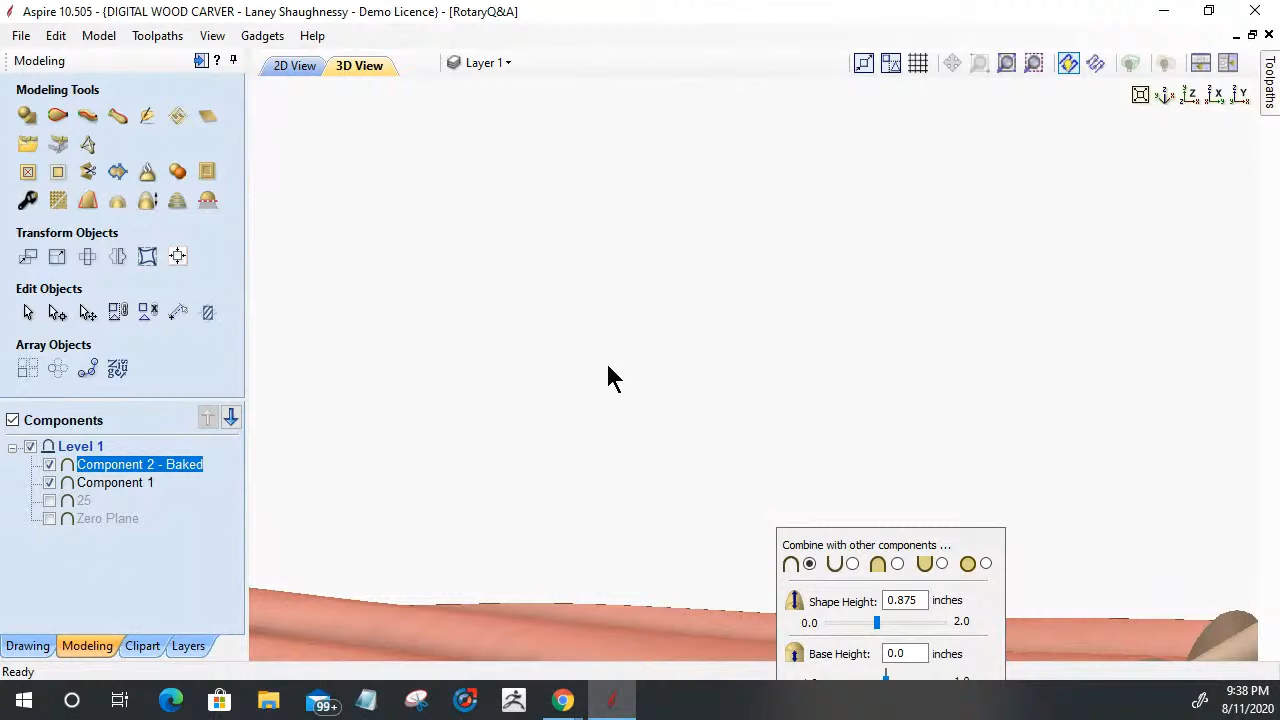 Aspire 10.505 - {DIGITAL WOOD CARVER - Laney Shaughnessy - Demo Licence} - [RotaryQ&A]
File Edit Model Toolpaths View Gadgets Help
Modeling
2D View 3D View Layer 1
Toolpaths
Modeling Tools
Z X Y
Transform Objects
Edit Objects
Array Objects
Components
Level 1
Component 2 - Baked
Component 1
25
Zero Plane
Combine with other components ...
Shape Height: 0.875 inches
0.0 2.0
Base Height: 0.0 inches
Drawing Modeling Clipart Layers
Ready
99+
9:38 PM
8/11/2020